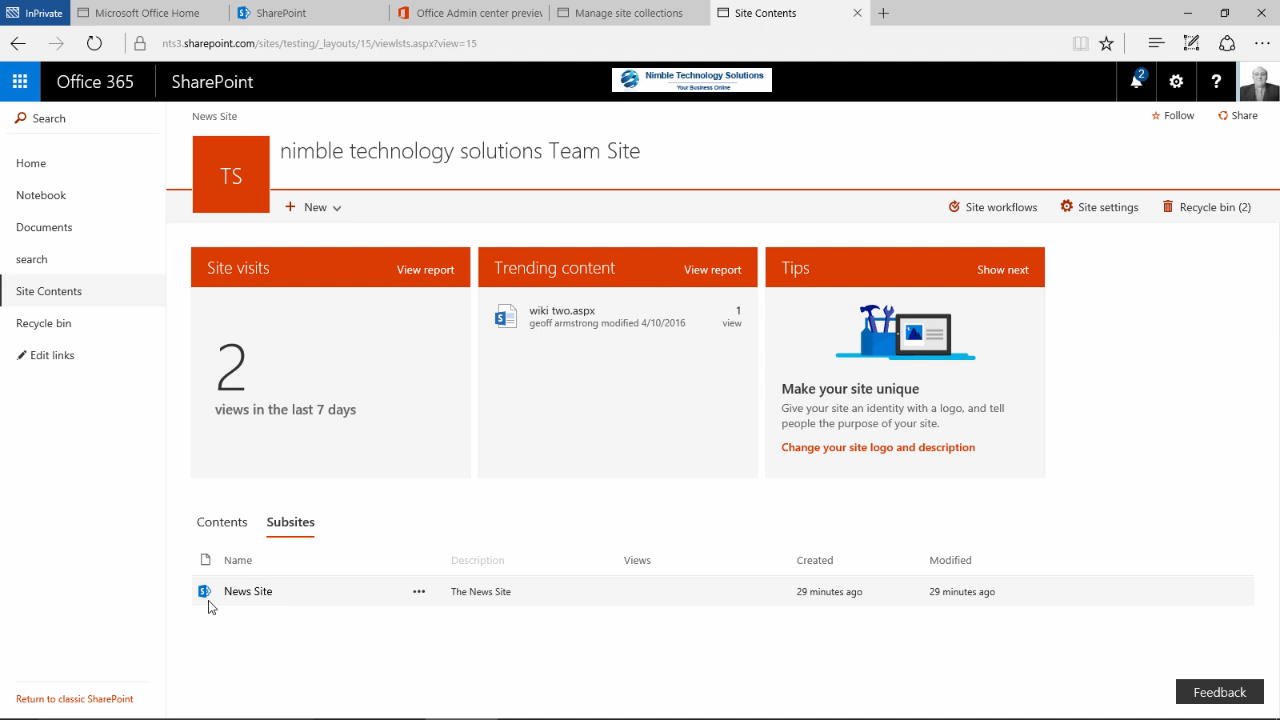 InPrivate
Collections overview
Office Admin center preview
View and manage site collections
Site Contents
nts3.sharepoint.com/sites/testing/_layouts/15/viewlsts.aspx?view=15
Office 365
SharePoint
Nimble Technology Solutions
Your Business Online
2
?
Search
News Site
Follow
Share
TS
nimble technology solutions Team Site
Home
Notebook
Documents
search
Site Contents
Recycle bin
Edit links
+ New
Site workflows
Site settings
Recycle bin (2)
Site visits
View report
2
views in the last 7 days
Trending content
View report
wiki two.aspx
1
geoff armstrong modified 4/10/2016
view
Tips
Show next
Make your site unique
Give your site an identity with a logo, and tell
people the purpose of your site.
Change your site logo and description
Contents
Subsites
Name
Description
Views
Created
Modified
News Site
•••
The News Site
29 minutes ago
29 minutes ago
Return to classic SharePoint
Feedback